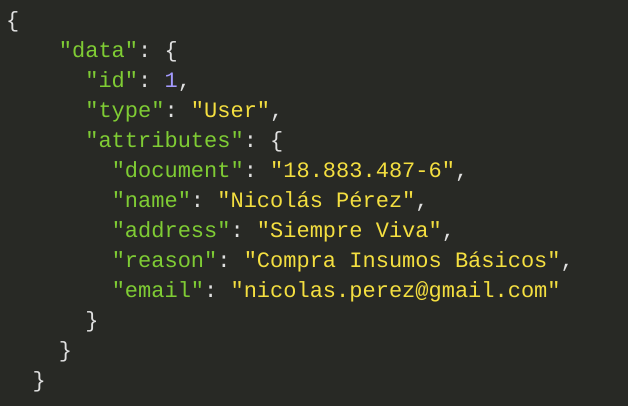 {
    "data": {
      "id": 1,
      "type": "User",
      "attributes": {
        "document": "18.883.487-6",
        "name": "Nicolás Pérez",
        "address": "Siempre Viva",
        "reason": "Compra Insumos Básicos",
        "email": "nicolas.perez@gmail.com"
      }
    }
  }